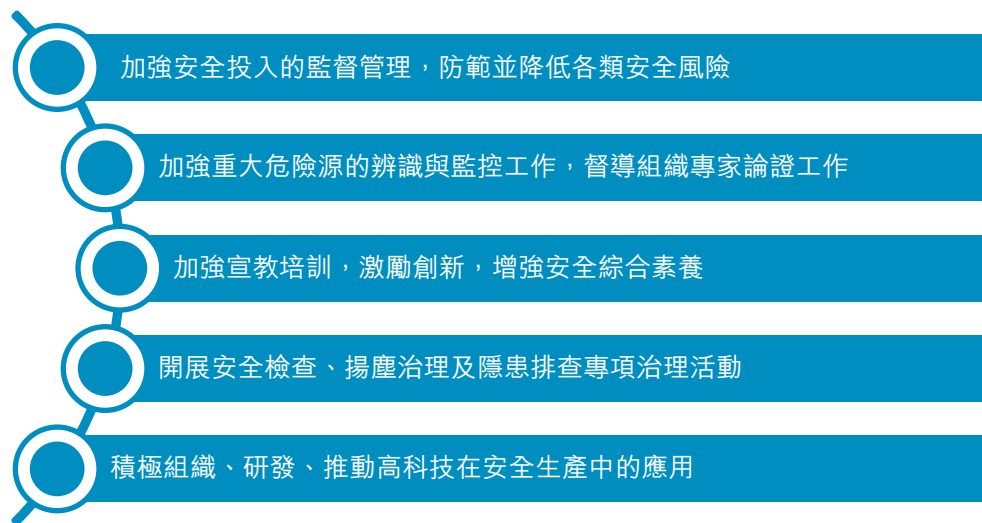 加強安全投入的監督管理，防範並降低各類安全風險
加強重大危險源的辨識與監控工作，督導組織專家論證工作
加強宣教培訓，激勵創新，增強安全綜合素養
開展安全檢查、揚塵治理及隱患排查專項治理活動
積極組織、研發、推動高科技在安全生產中的應用